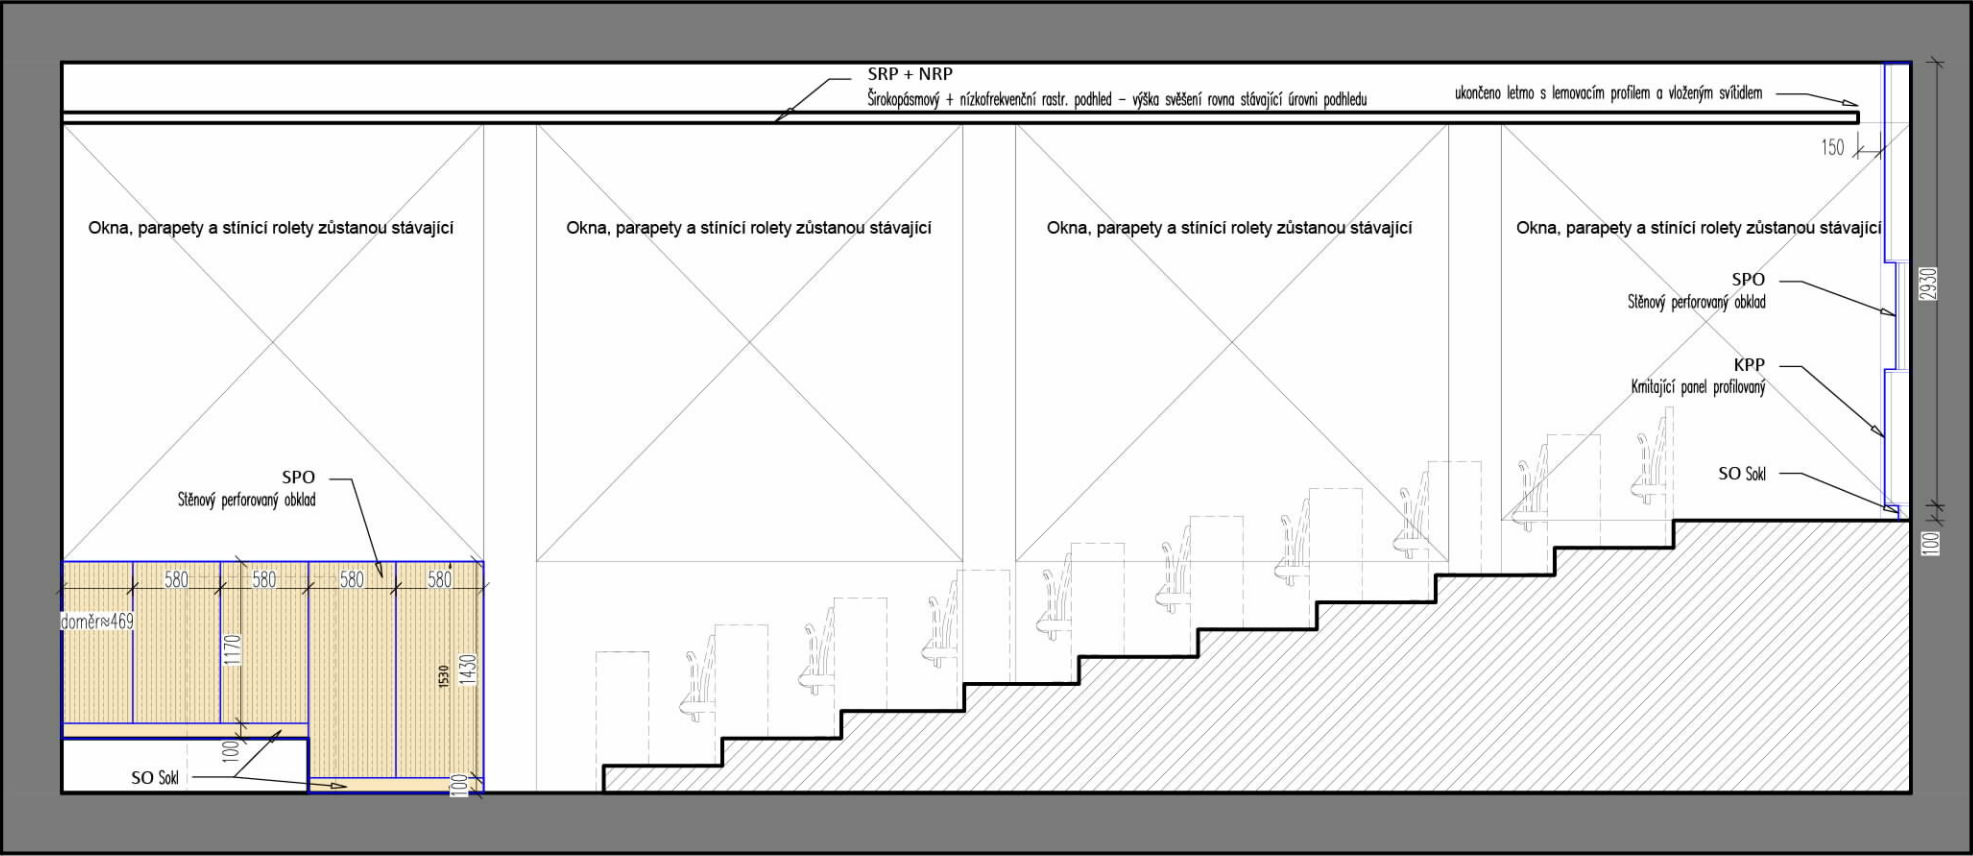 SRP + NRP
Širokopásmový + nízkofrekvenční rastr. podhled – výška svěšení rovna stávající úrovni podhledu
ukončeno letmo s lemovacím profilem a vloženým svítidlem
150
Okna, parapety a stínící rolety zůstanou stávající
Okna, parapety a stínící rolety zůstanou stávající
Okna, parapety a stínící rolety zůstanou stávající
Okna, parapety a stínící rolety zůstanou stávající
SPO
Stěnový perforovaný obklad
2930
KPP
Kmitající panel profilovaný
SO Sokl
100
SPO
Stěnový perforovaný obklad
580
580
580
580
doměr≈469
1170
1530
1430
100
SO Sokl
100